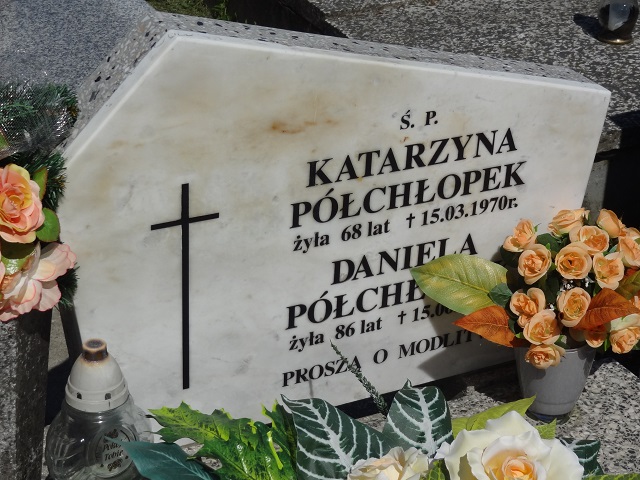 Ś. P.
KATARZYNA
PÓŁCHŁOPEK
żyła 68 lat † 15.03.1970r.
DANIELA
żyła 86 lat †
PROSZĄ O